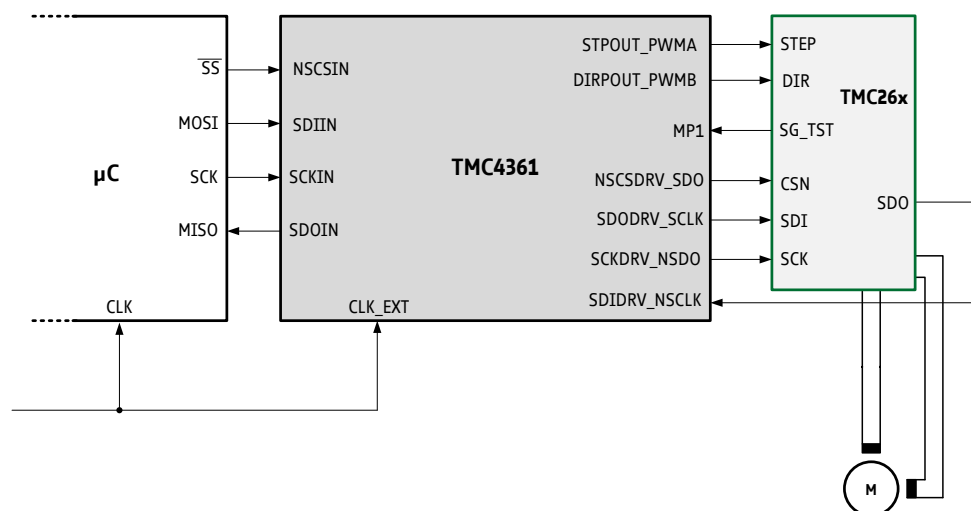 SS
MOSI
µC
SCK
MISO
CLK
NSCSIN
SDIIN
SCKIN
SDOIN
CLK_EXT
TMC4361
STPOUT_PWMA
DIRPOUT_PWMB
MP1
NSCSDRV_SDO
SDODRV_SCLK
SCKDRV_NSDO
SDIDRV_NSCLK
STEP
DIR
TMC26x
SG_TST
CSN
SDO
SDI
SCK
M